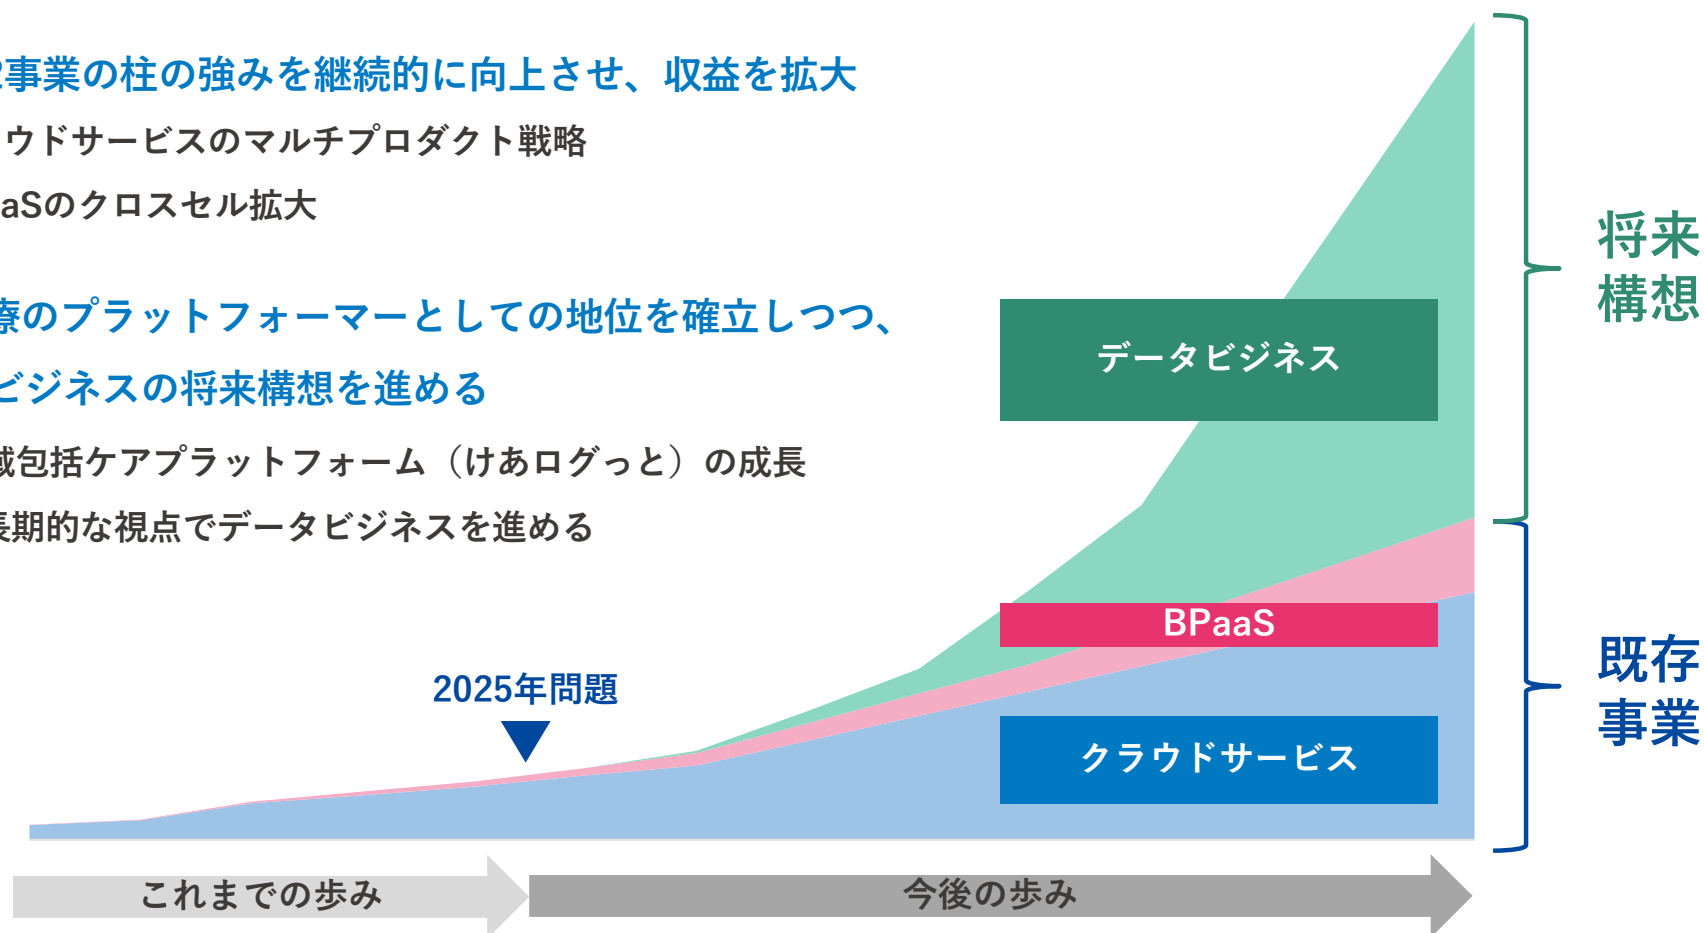 2事業の柱の強みを継続的に向上させ、収益を拡大
ウドサービスのマルチプロダクト戦略
aaSのクロスセル拡大
療のプラットフォーマーとしての地位を確立しつつ、
ビジネスの将来構想を進める
域包括ケアプラットフォーム（けあログっと）の成長
長期的な視点でデータビジネスを進める
将来
構想
データビジネス
BPaaS
既存
事業
2025年問題
クラウドサービス
これまでの歩み
今後の歩み